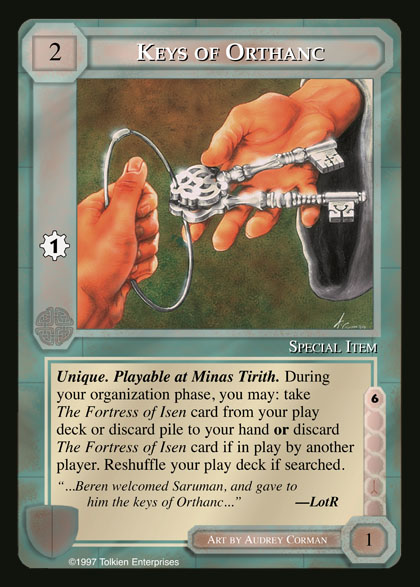 2
KEYS OF ORTHANC
1
SPECIAL ITEM
Unique. Playable at Minas Tirith. During
your organization phase, you may: take
The Fortress of Isen card from your play
deck or discard pile to your hand or discard
The Fortress of Isen card if in play by another
player. Reshuffle your play deck if searched.
6
"...Beren welcomed Saruman, and gave to
him the keys of Orthanc..." —LotR
ART BY AUDREY CORMAN
1
©1997 Tolkien Enterprises